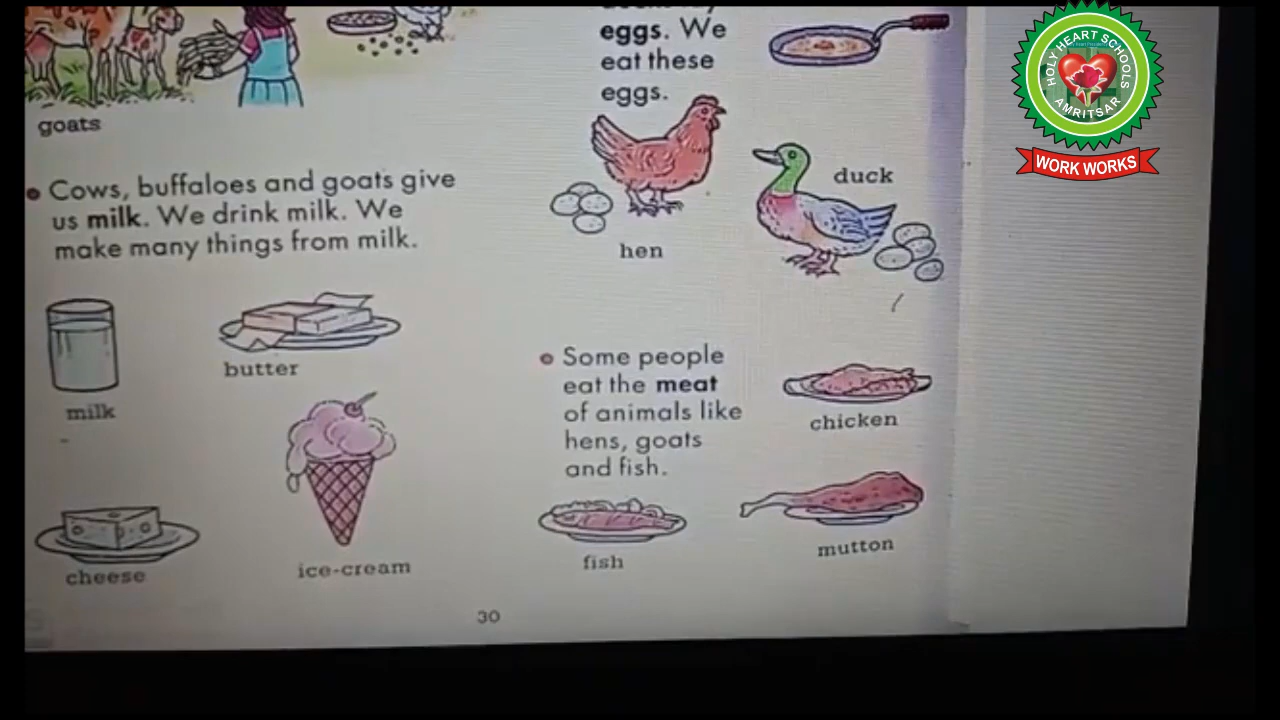 goats
• Cows, buffaloes and goats give
us milk. We drink milk. We
make many things from milk.
milk
butter
cheese
ice-cream
eggs. We
eat these
eggs.
hen
duck
• Some people
eat the meat
of animals like
hens, goats
and fish.
chicken
fish
mutton
30
HOLY HEART SCHOOLS
AMRITSAR
WORK WORKS